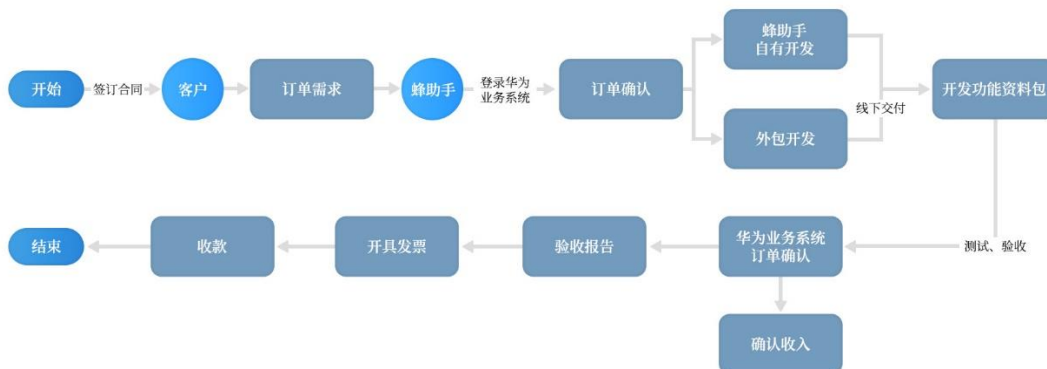 开始
签订合同
客户
订单需求
蜂助手
登录华为
业务系统
订单确认
蜂助手
自有开发
外包开发
线下交付
开发功能资料包
测试、验收
华为业务系统
订单确认
确认收入
验收报告
开具发票
收款
结束